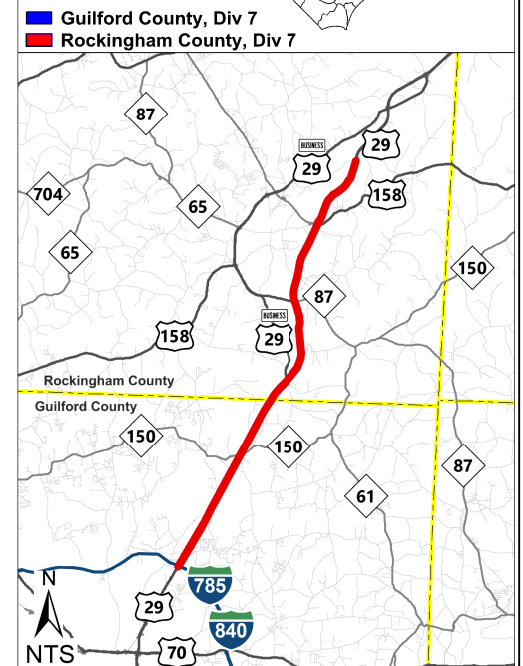 Guilford County, Div 7
Rockingham County, Div 7
87
BUSINESS
29
29
704
65
158
65
150
87
BUSINESS
29
158
Rockingham County
Guilford County
150
150
87
61
785
29
840
70
N
NTS